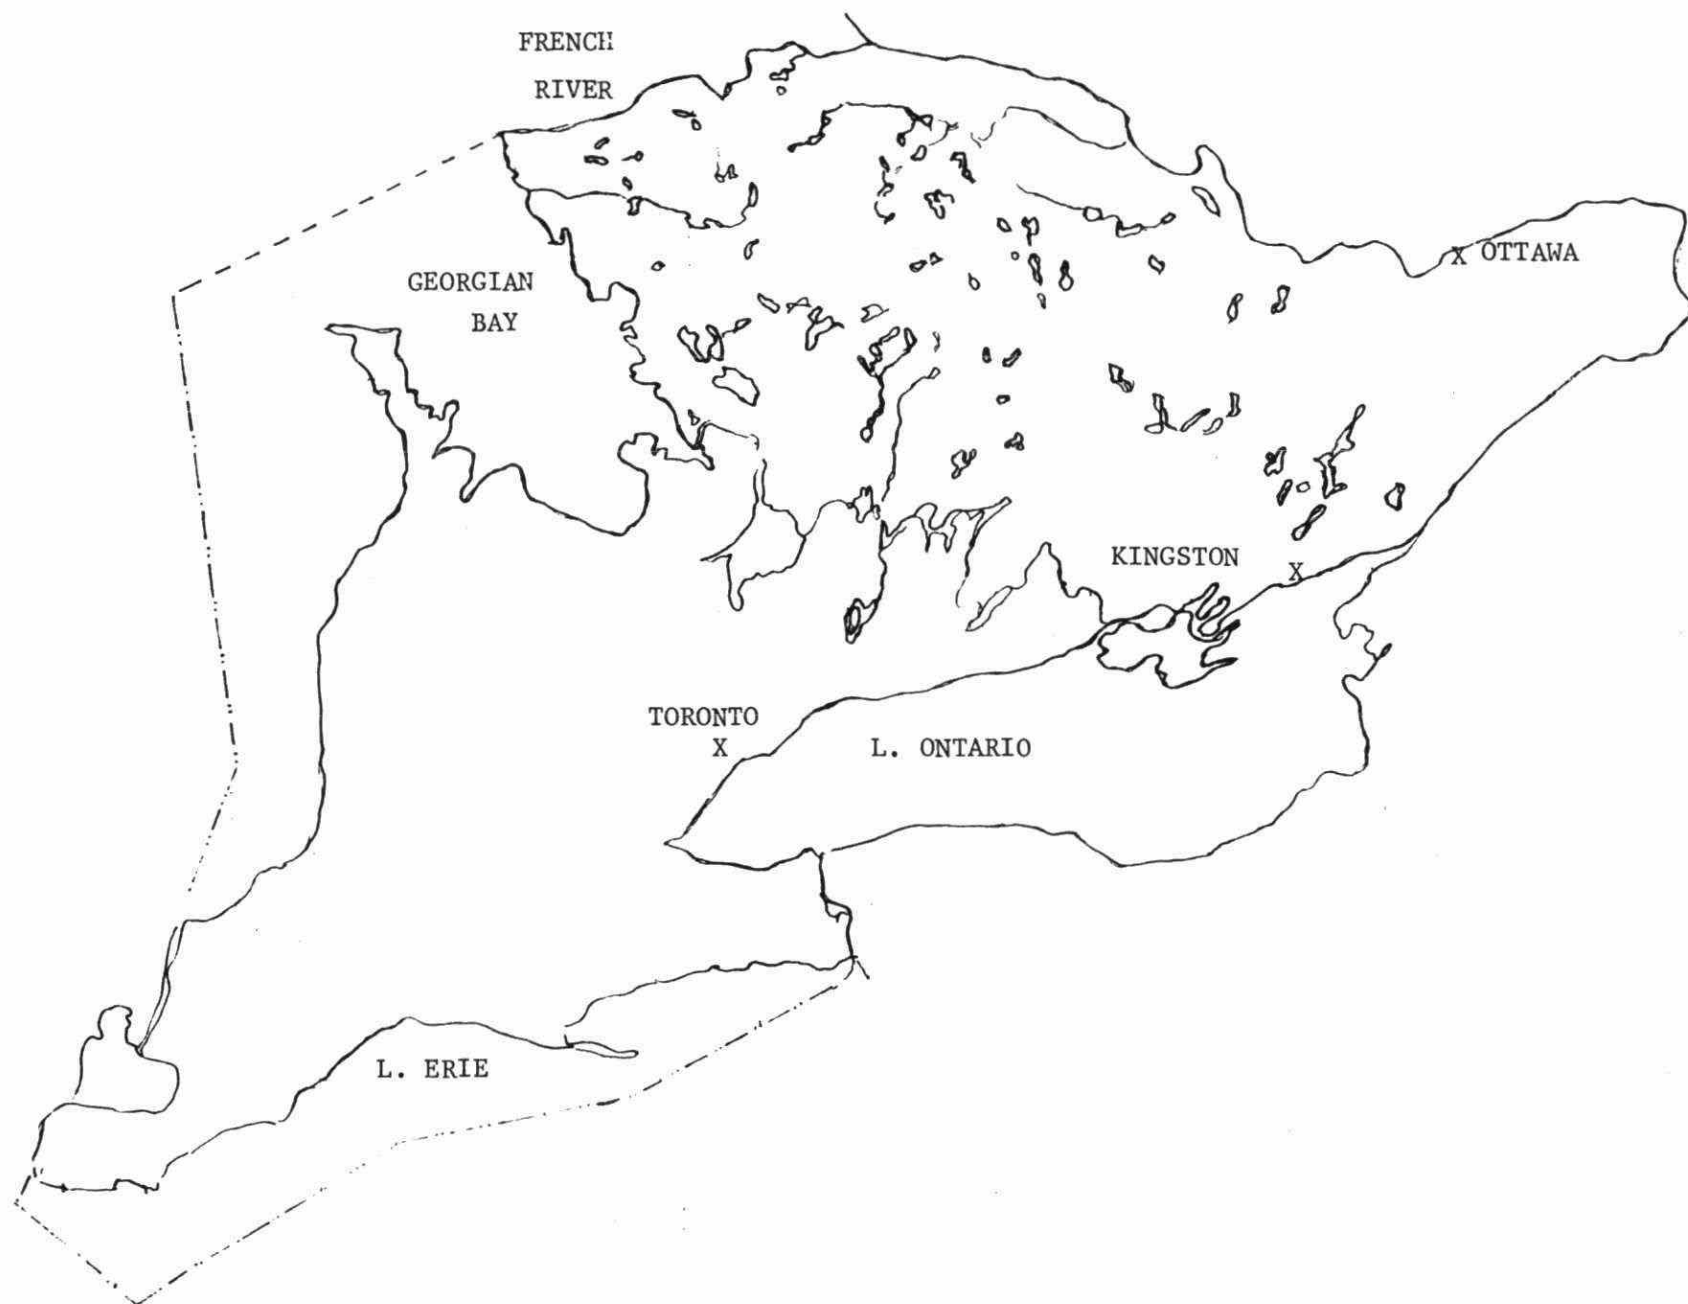 FRENCH
RIVER
X OTTAWA
GEORGIAN
BAY
KINGSTON
X
TORONTO
X
L. ONTARIO
L. ERIE